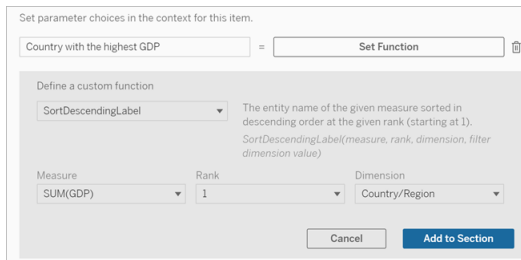 Set parameter choices in the context for this item.
Country with the highest GDP = Set Function
Define a custom function
SortDescendingLabel
The entity name of the given measure sorted in
descending order at the given rank (starting at 1).
SortDescendingLabel(measure, rank, dimension, filter
dimension value)
Measure Rank Dimension
SUM(GDP) 1 Country/Region
Cancel Add to Section